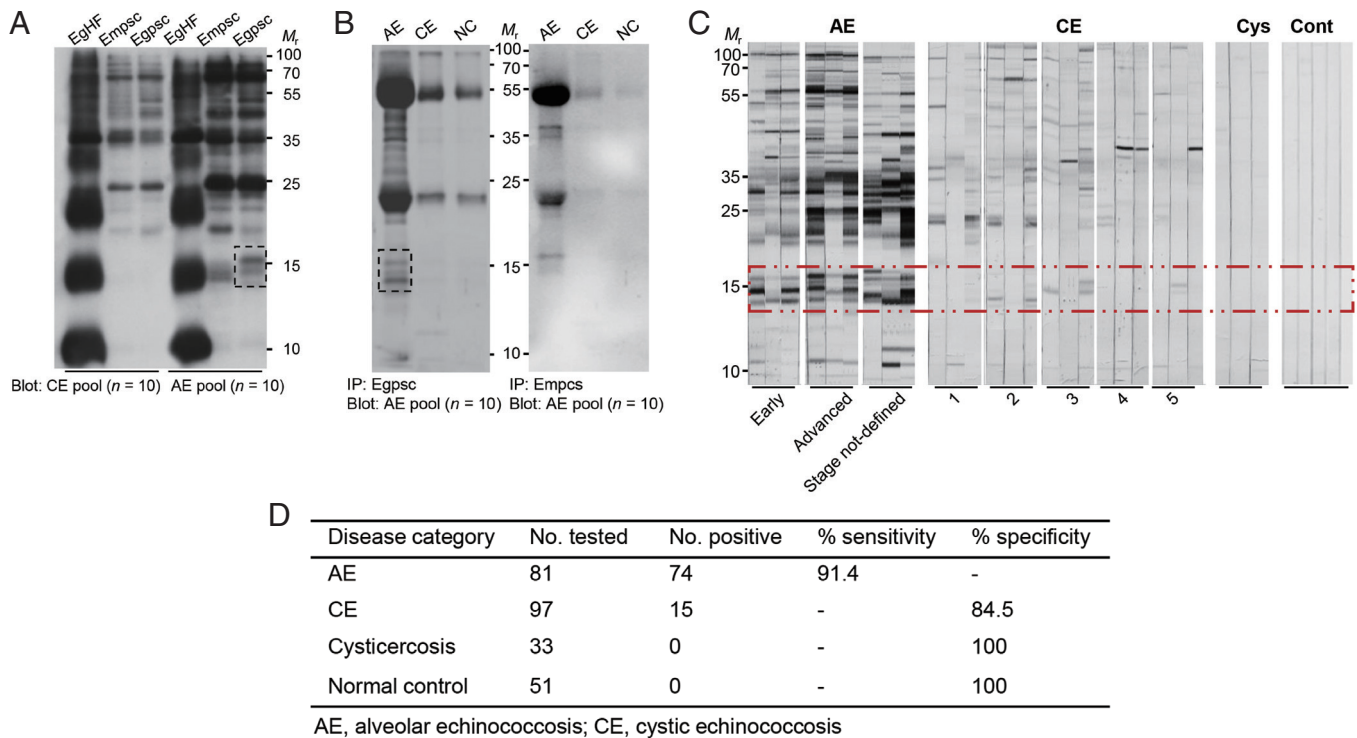 A
EgHF
Empsc
Egpsc
EgHF
Empsc
Egpsc
Mr
100
70
55
35
25
15
10
Blot: CE pool (n = 10)
AE pool (n = 10)
B
AE
CE
NC
Mr
AE
CE
NC
100
70
55
35
25
15
10
IP: Egpsc
Blot: AE pool (n = 10)
IP: Empcs
Blot: AE pool (n = 10)
C
Mr
AE
CE
Cys
Cont
100
70
55
35
25
15
10
Early
Advanced
Stage not-defined
1
2
3
4
5
D
Disease category No. tested No. positive % sensitivity % specificity
AE 81 74 91.4 -
CE 97 15 - 84.5
Cysticercosis 33 0 - 100
Normal control 51 0 - 100
AE, alveolar echinococcosis; CE, cystic echinococcosis